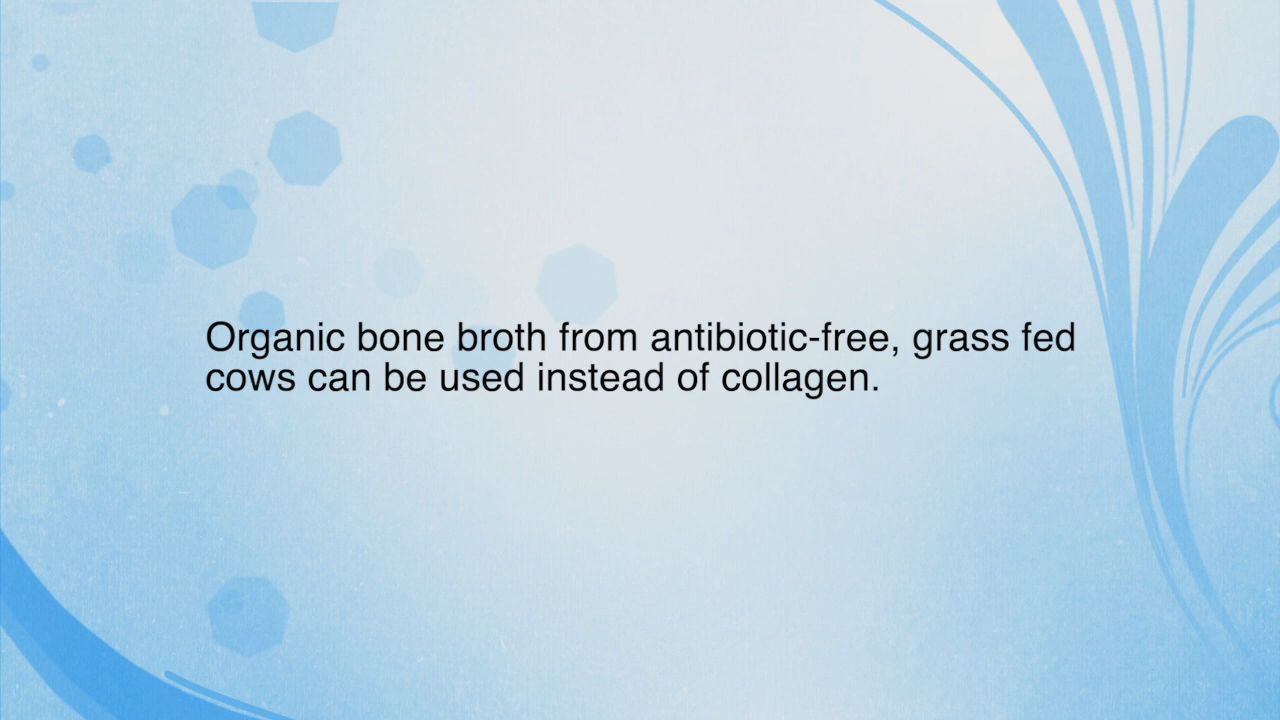 Organic bone broth from antibiotic-free, grass fed
cows can be used instead of collagen.